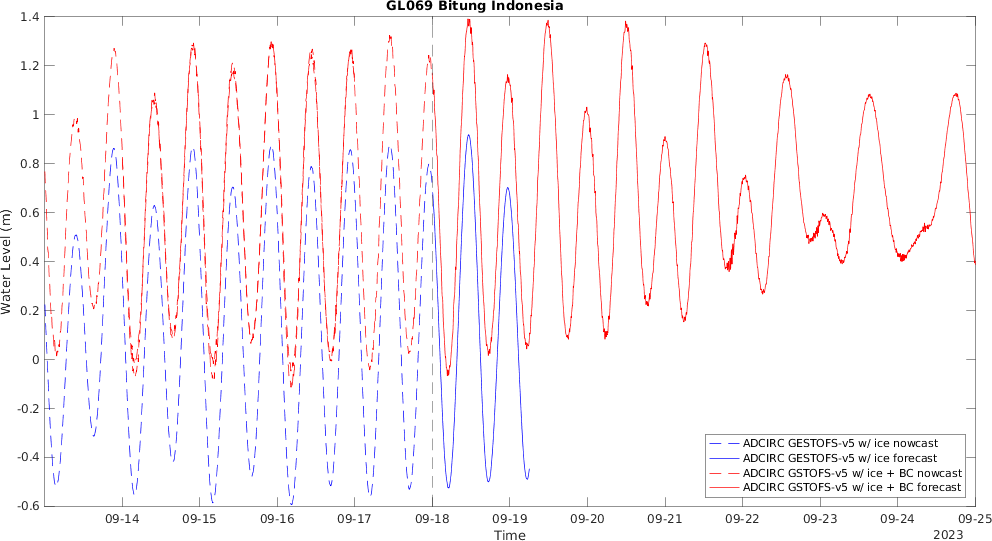 GL069 Bitung Indonesia
Water Level (m)
1.4
1.2
1
0.8
0.6
0.4
0.2
0
-0.2
-0.4
-0.6
ADCIRC GESTOFS-v5 w/ ice nowcast
ADCIRC GESTOFS-v5 w/ ice forecast
ADCIRC GSTOFS-v5 w/ ice + BC nowcast
ADCIRC GSTOFS-v5 w/ ice + BC forecast
09-14 09-15 09-16 09-17 09-18 09-19 09-20 09-21 09-22 09-23 09-24 09-25
Time
2023